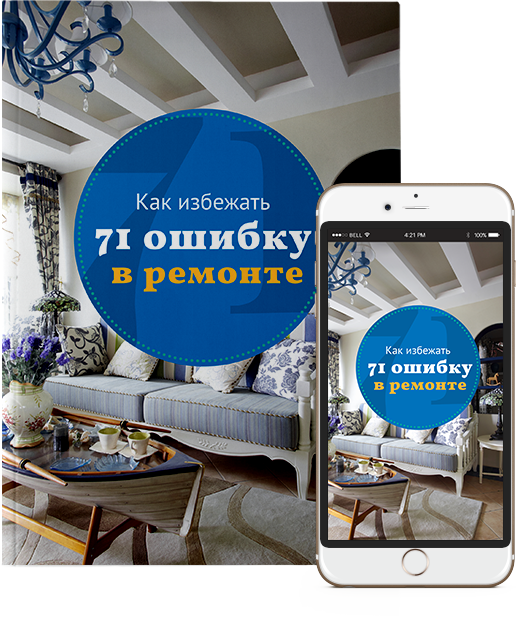 Как избежать
71 ошибку
в ремонте
BELL
4:21 PM
100%
Как избежать
71 ошибку
в ремонте